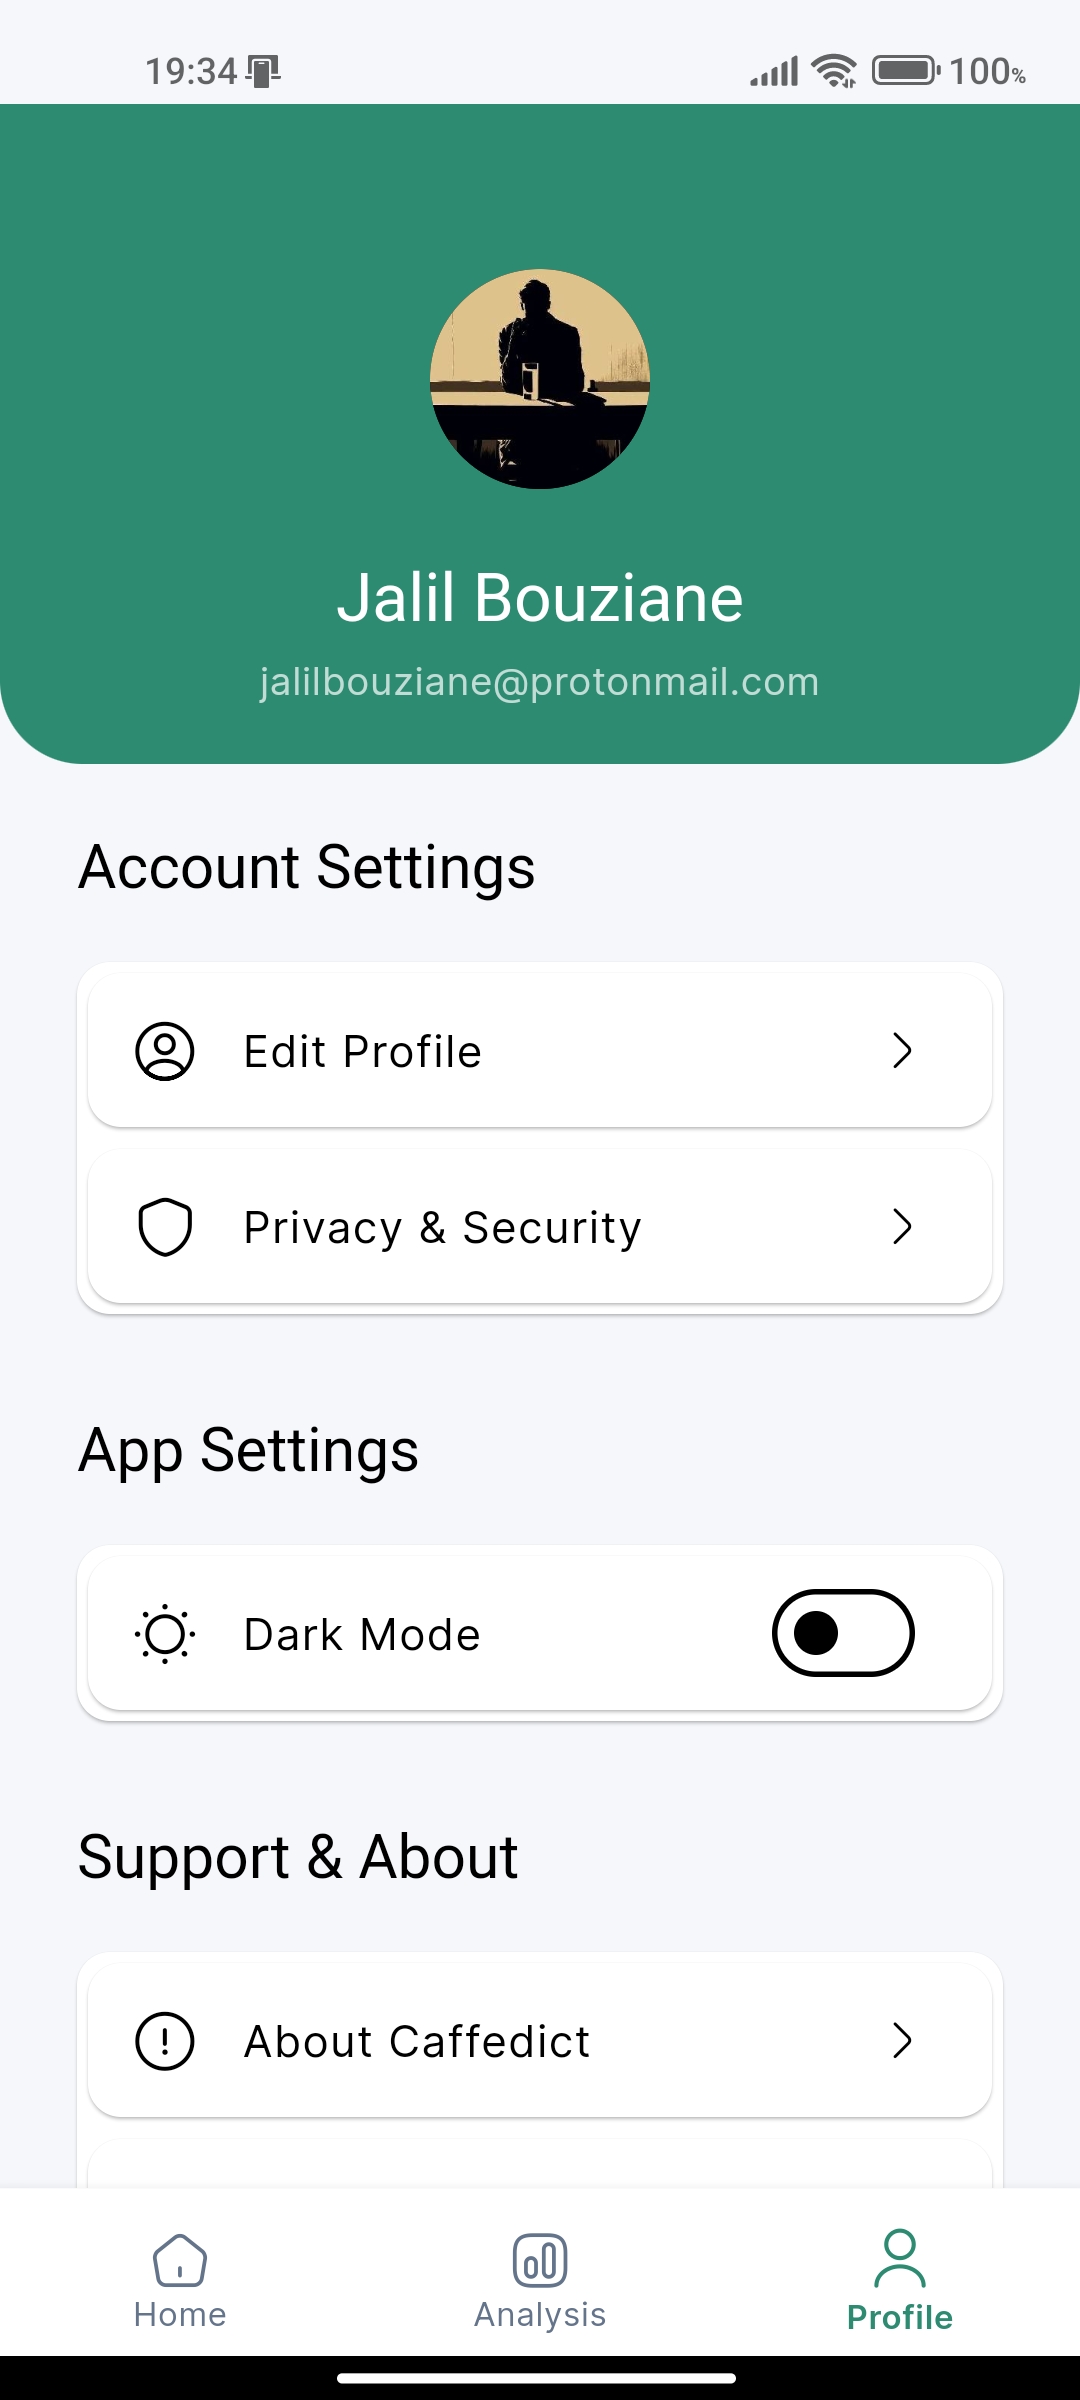 19:34 100%
Jalil Bouziane
jalilbouziane@protonmail.com
Account Settings
Edit Profile
Privacy & Security
App Settings
Dark Mode
Support & About
About Caffedict
Home Analysis Profile